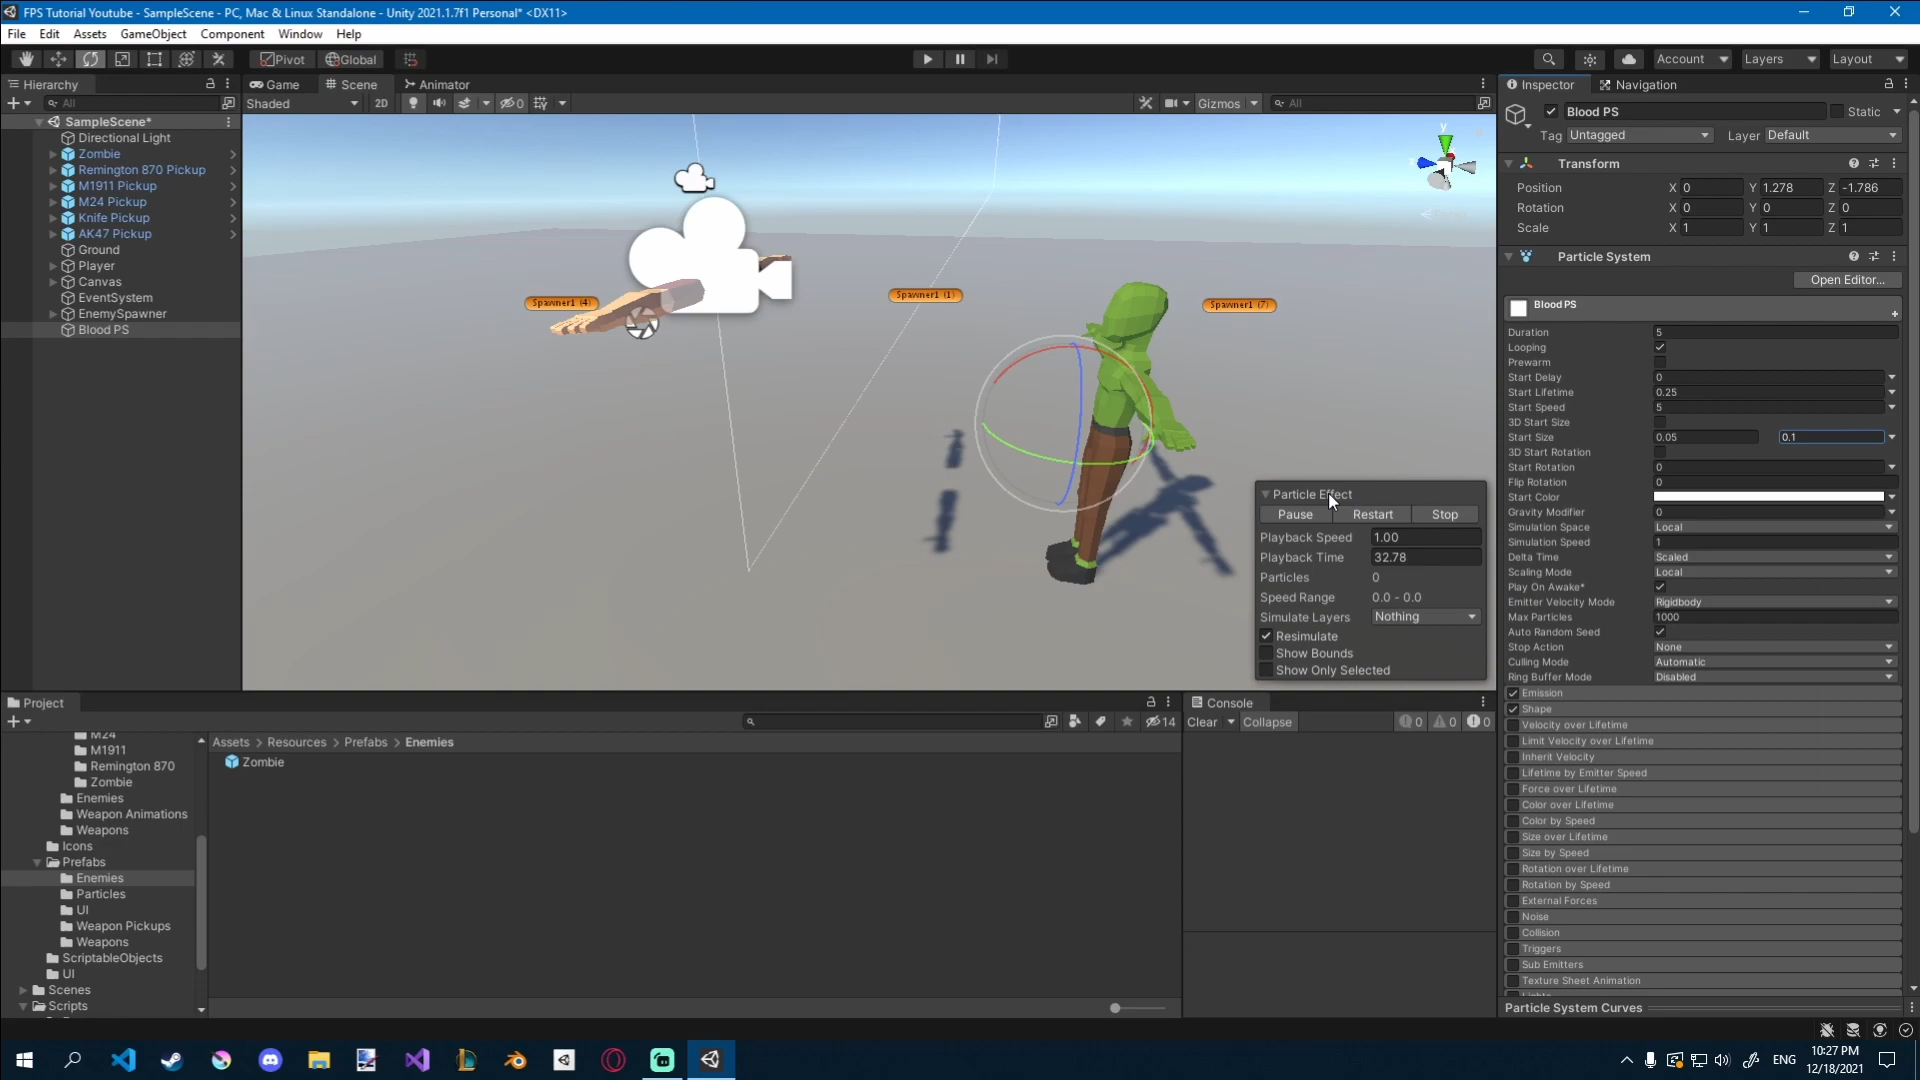 FPS Tutorial Youtube - SampleScene - PC, Mac & Linux Standalone - Unity 2021.1.7f1 Personal* <DX11>
File Edit Assets GameObject Component Window Help
Pivot Global
Account Layers Layout
Hierarchy
All
SampleScene*
Directional Light
Zombie
Remington 870 Pickup
M1911 Pickup
M24 Pickup
Knife Pickup
AK47 Pickup
Ground
Player
Canvas
EventSystem
EnemySpawner
Blood PS
Game Scene Animator
Shaded 2D 0 Gizmos All
Spawner1 (4)
Spawner1 (1)
Spawner1 (7)
y
Particle Effect
Pause Restart Stop
Playback Speed 1.00
Playback Time 32.78
Particles 0
Speed Range 0.0 - 0.0
Simulate Layers Nothing
Resimulate
Show Bounds
Show Only Selected
Inspector Navigation
Blood PS Static
Tag Untagged Layer Default
Transform
Position X 0 Y 1.278 Z -1.786
Rotation X 0 Y 0 Z 0
Scale X 1 Y 1 Z 1
Particle System
Open Editor...
Blood PS
Duration 5
Looping
Prewarm
Start Delay 0
Start Lifetime 0.25
Start Speed 5
3D Start Size
Start Size 0.05 0.1
3D Start Rotation
Start Rotation 0
Flip Rotation 0
Start Color
Gravity Modifier 0
Simulation Space Local
Simulation Speed 1
Delta Time Scaled
Scaling Mode Local
Play On Awake*
Emitter Velocity Mode Rigidbody
Max Particles 1000
Auto Random Seed
Stop Action None
Culling Mode Automatic
Ring Buffer Mode Disabled
Emission
Shape
Velocity over Lifetime
Limit Velocity over Lifetime
Inherit Velocity
Lifetime by Emitter Speed
Force over Lifetime
Color over Lifetime
Color by Speed
Size over Lifetime
Size by Speed
Rotation over Lifetime
Rotation by Speed
External Forces
Noise
Collision
Triggers
Sub Emitters
Texture Sheet Animation
Lights
Particle System Curves
Project
14
M24
M1911
Remington 870
Zombie
Enemies
Weapon Animations
Weapons
Icons
Prefabs
Enemies
Particles
UI
Weapon Pickups
Weapons
ScriptableObjects
UI
Scenes
Scripts
Assets > Resources > Prefabs > Enemies
Zombie
Console
Clear Collapse 0 0 0
ENG
10:27 PM
12/18/2021